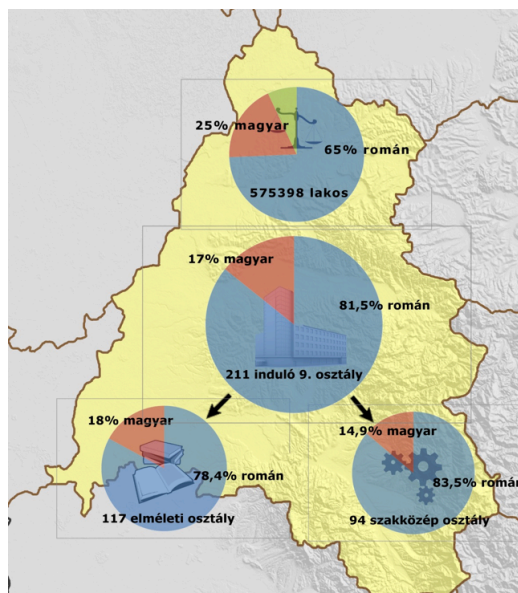 25% magyar
65% román
575398 lakos
17% magyar
81,5% román
211 induló 9. osztály
18% magyar
78,4% román
117 elméleti osztály
14,9% magyar
83,5% román
94 szakközép osztály